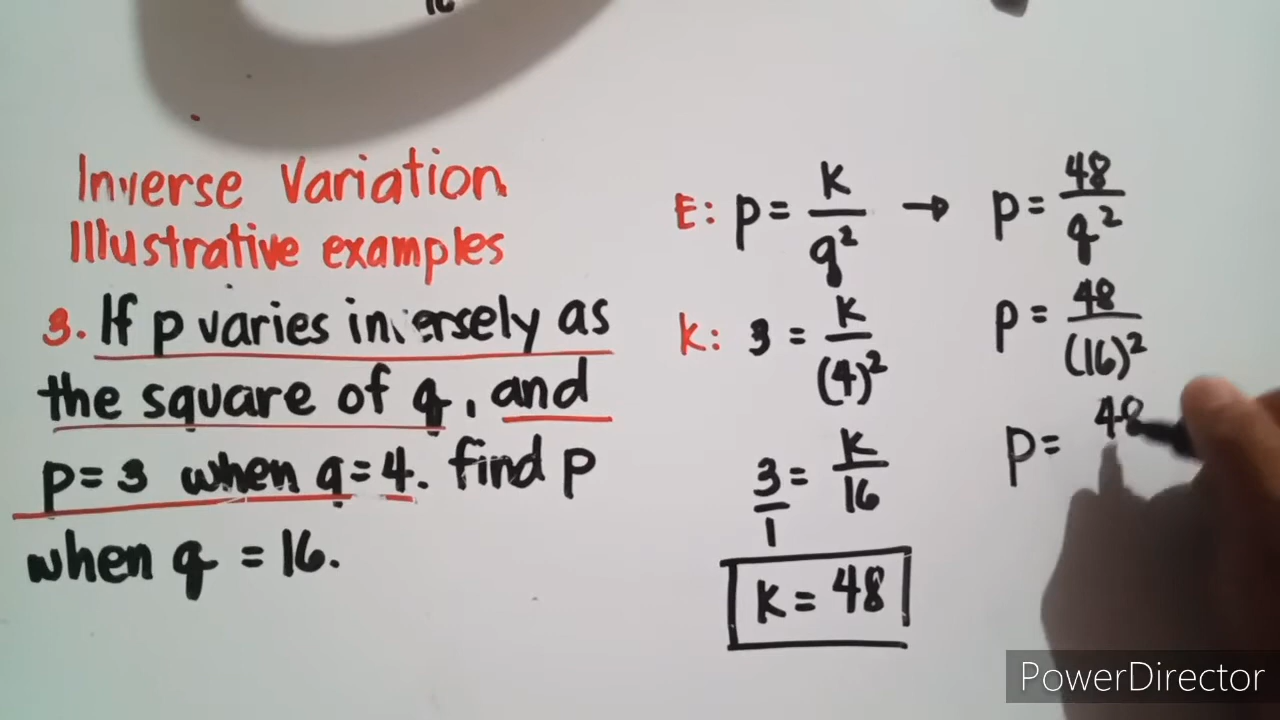 16
Inverse Variation
Illustrative examples
3. If p varies inversely as
the square of q, and
p = 3 when q = 4. find p
when q = 16.
E: p = k/q²  → p = 48/q²
K: 3 = k/(4)²
3/1 = k/16
k = 48
p = 48/(16)²
p = 48
PowerDirector